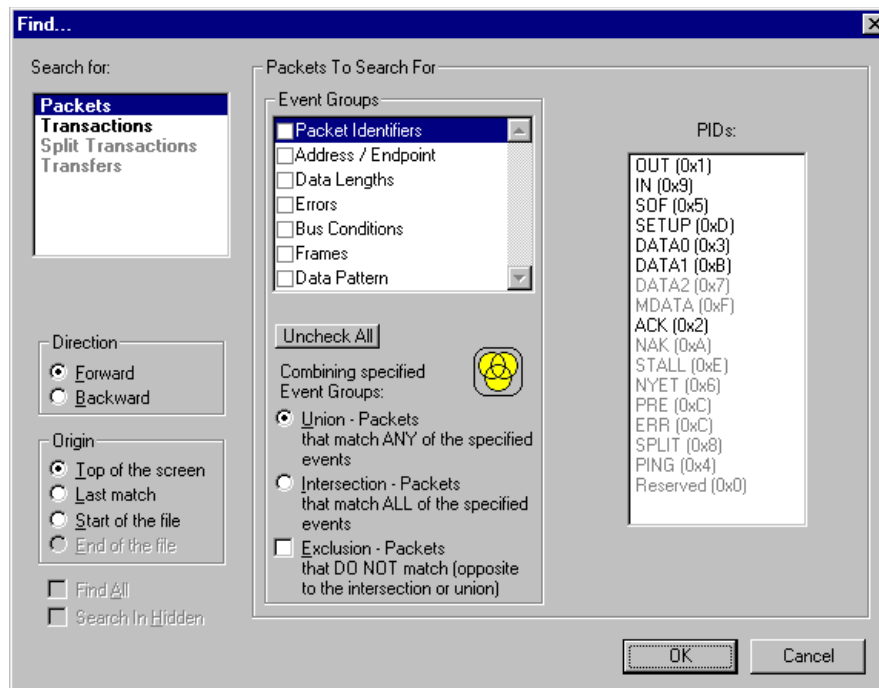 Find...
Search for:
Packets
Transactions
Split Transactions
Transfers
Direction
Forward
Backward
Origin
Top of the screen
Last match
Start of the file
End of the file
Find All
Search In Hidden
Packets To Search For
Event Groups
Packet Identifiers
Address / Endpoint
Data Lengths
Errors
Bus Conditions
Frames
Data Pattern
Uncheck All
Combining specified
Event Groups:
Union - Packets
that match ANY of the specified
events
Intersection - Packets
that match ALL of the specified
events
Exclusion - Packets
that DO NOT match (opposite
to the intersection or union)
PIDs:
OUT (0x1)
IN (0x9)
SOF (0x5)
SETUP (0xD)
DATA0 (0x3)
DATA1 (0xB)
DATA2 (0x7)
MDATA (0xF)
ACK (0x2)
NAK (0xA)
STALL (0xE)
NYET (0x6)
PRE (0xC)
ERR (0xC)
SPLIT (0x8)
PING (0x4)
Reserved (0x0)
OK
Cancel